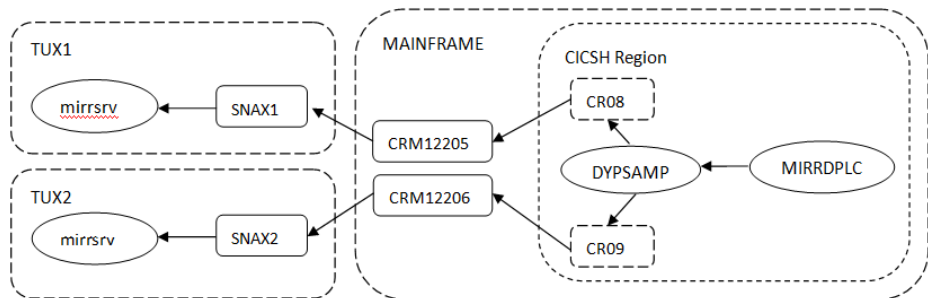 TUX1
mirrsrv
SNAX1
TUX2
mirrsrv
SNAX2
MAINFRAME
CRM12205
CRM12206
CICSH Region
CR08
DYPSAMP
MIRRDPLC
CR09